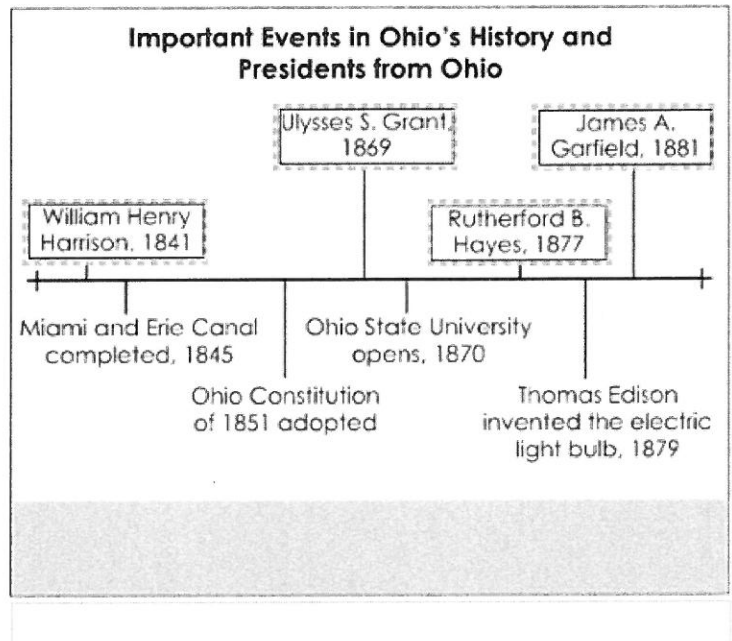 Important Events in Ohio's History and
Presidents from Ohio
Ulysses S. Grant,
1869
James A.
Garfield, 1881
William Henry
Harrison, 1841
Rutherford B.
Hayes, 1877
Miami and Erie Canal
completed, 1845
Ohio State University
opens, 1870
Ohio Constitution
of 1851 adopted
Thomas Edison
invented the electric
light bulb, 1879